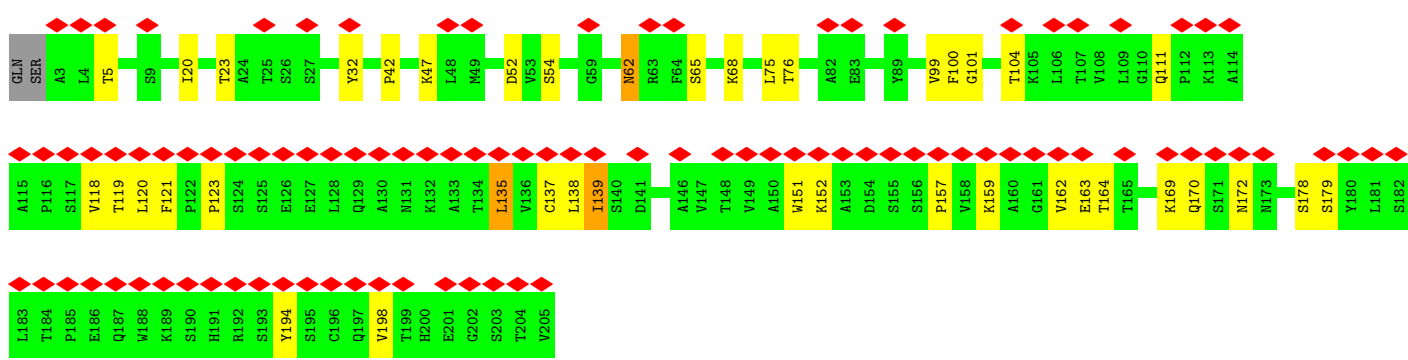 GLN SER A3 L4 T5 S9 I20 T23 A24 T25 S26 S27 Y32 P42 K47 L48 M49 D52 V53 S54 G59 N62 R63 F64 S65 K68 L75 T76 A82 E83 Y89 V99 F100 G101 T104 K105 L106 T107 V108 L109 G110 Q111 P112 K113 A114
A115 P116 S117 V118 T119 L120 F121 P122 P123 S124 S125 E126 E127 L128 Q129 A130 N131 K132 A133 T134 L135 V136 C137 L138 I139 S140 D141 A146 V147 T148 V149 A150 W151 K152 A153 D154 S155 S156 P157 V158 K159 A160 G161 V162 E163 T164 T165 K169 Q170 S171 N172 N173 S178 S179 Y180 L181 S182
L183 T184 P185 E186 Q187 W188 K189 S190 H191 R192 S193 Y194 S195 C196 Q197 V198 T199 H200 E201 G202 S203 T204 V205